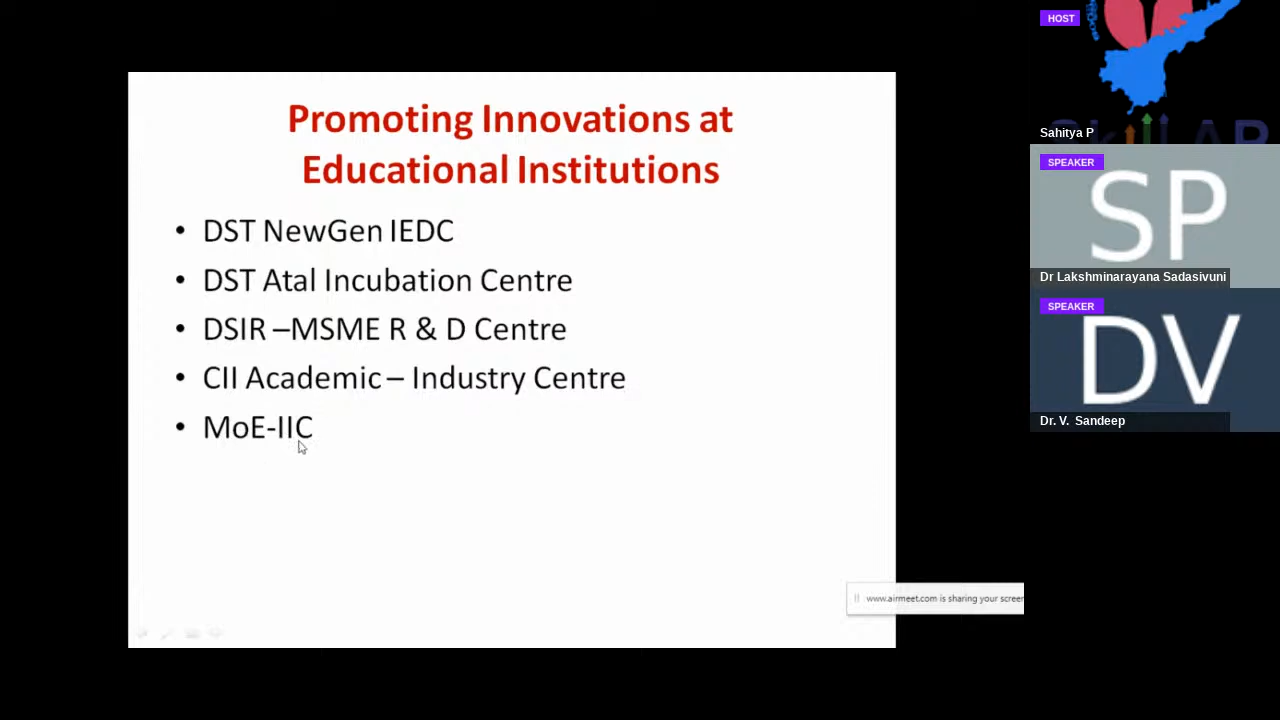 Promoting Innovations at
Educational Institutions
• DST NewGen IEDC
• DST Atal Incubation Centre
• DSIR –MSME R & D Centre
• CII Academic – Industry Centre
• MoE-IIC
www.airmeet.com is sharing your screen
HOST
Sahitya P
SPEAKER
SP
Dr Lakshminarayana Sadasivuni
SPEAKER
DV
Dr. V. Sandeep